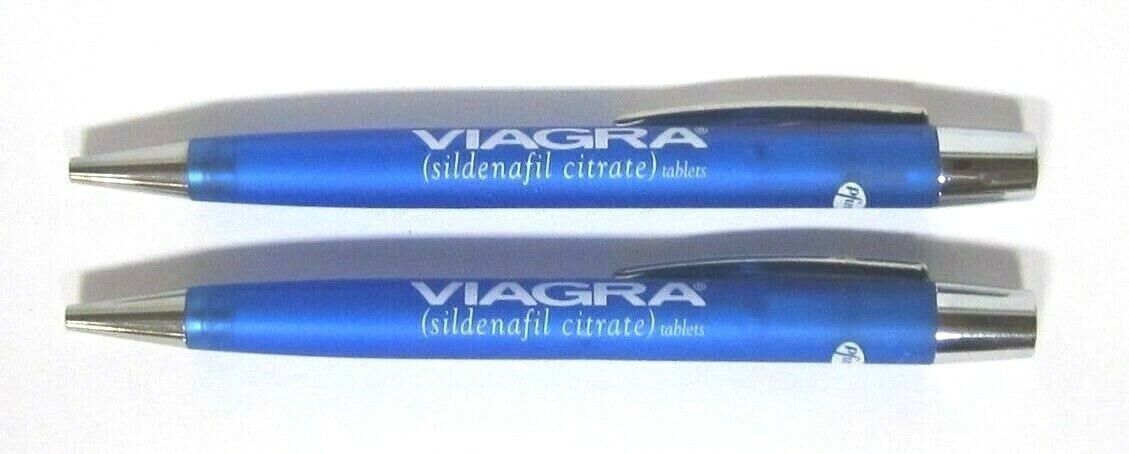 VIAGRA®
(sildenafil citrate) tablets
VIAGRA®
(sildenafil citrate) tablets